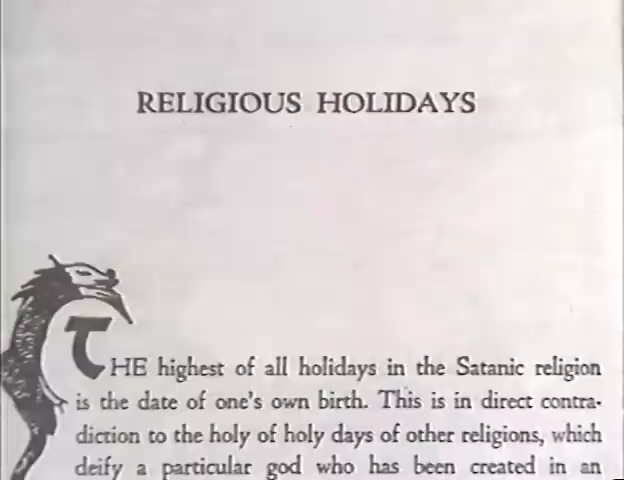 RELIGIOUS HOLIDAYS
THE highest of all holidays in the Satanic religion
is the date of one's own birth. This is in direct contra-
diction to the holy of holy days of other religions, which
deify a particular god who has been created in an